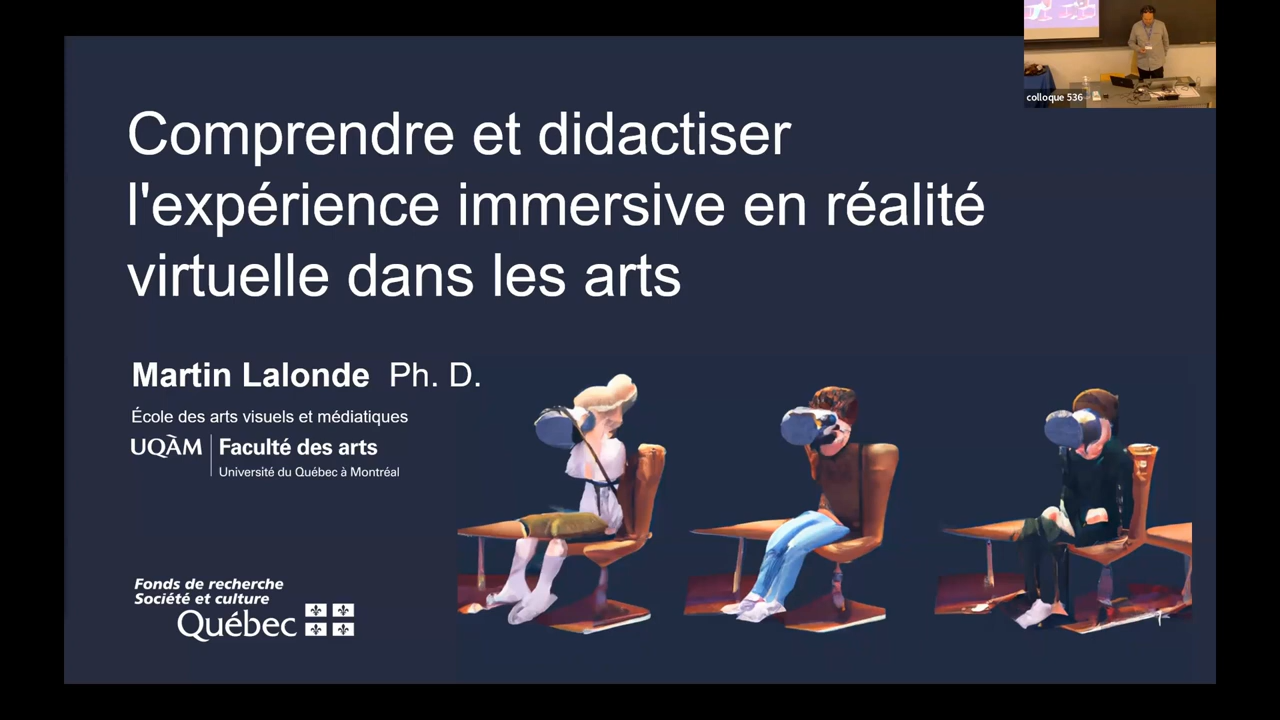 Comprendre et didactiser
l'expérience immersive en réalité
virtuelle dans les arts
Martin Lalonde Ph. D.
École des arts visuels et médiatiques
UQÀM | Faculté des arts
Université du Québec à Montréal
Fonds de recherche
Société et culture
Québec
colloque 536